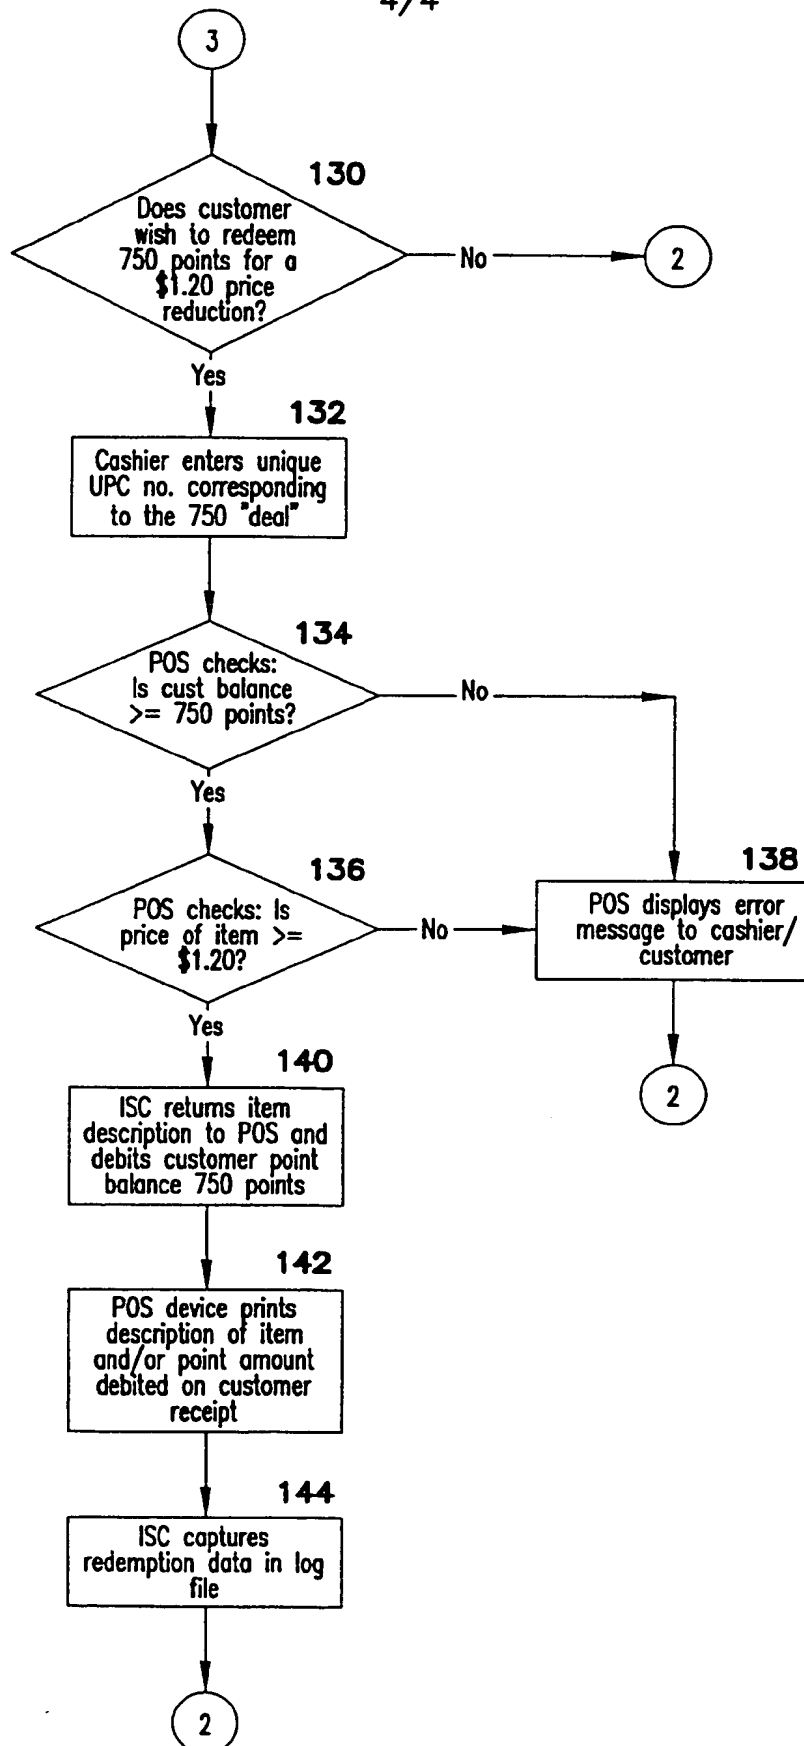 4/4
3
130
Does customer
wish to redeem
750 points for a
$1.20 price
reduction?
No
2
Yes
132
Cashier enters unique
UPC no. corresponding
to the 750 "deal"
134
POS checks:
Is cust balance
>= 750 points?
No
Yes
136
POS checks: Is
price of item >=
$1.20?
No
138
POS displays error
message to cashier/
customer
Yes
2
140
ISC returns item
description to POS and
debits customer point
balance 750 points
142
POS device prints
description of item
and/or point amount
debited on customer
receipt
144
ISC captures
redemption data in log
file
2